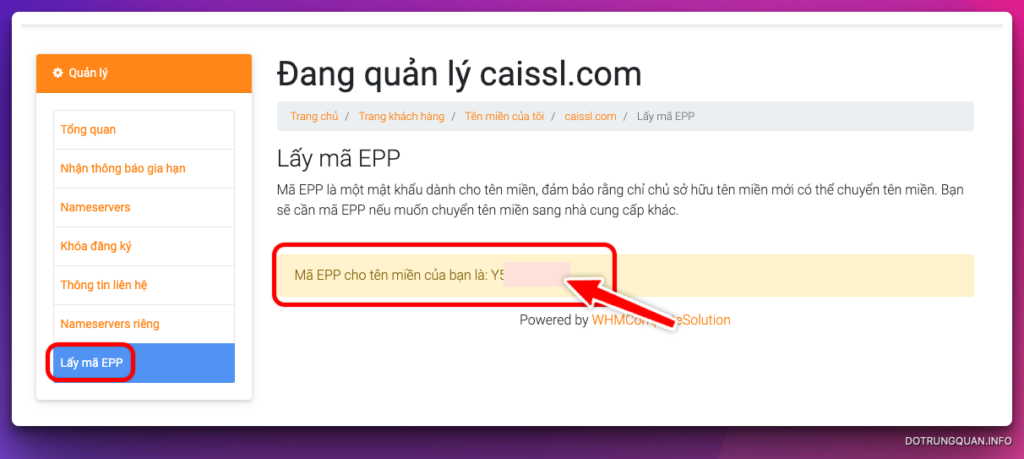 Quản lý
Tổng quan
Nhận thông báo gia hạn
Nameservers
Khóa đăng ký
Thông tin liên hệ
Nameservers riêng
Lấy mã EPP
Đang quản lý caissl.com
Trang chủ / Trang khách hàng / Tên miền của tôi / caissl.com / Lấy mã EPP
Lấy mã EPP
Mã EPP là một mật khẩu dành cho tên miền, đảm bảo rằng chỉ chủ sở hữu tên miền mới có thể chuyển tên miền. Bạn
sẽ cần mã EPP nếu muốn chuyển tên miền sang nhà cung cấp khác.
Mã EPP cho tên miền của bạn là: Y5
Powered by
DOTRUNGQUAN.INFO